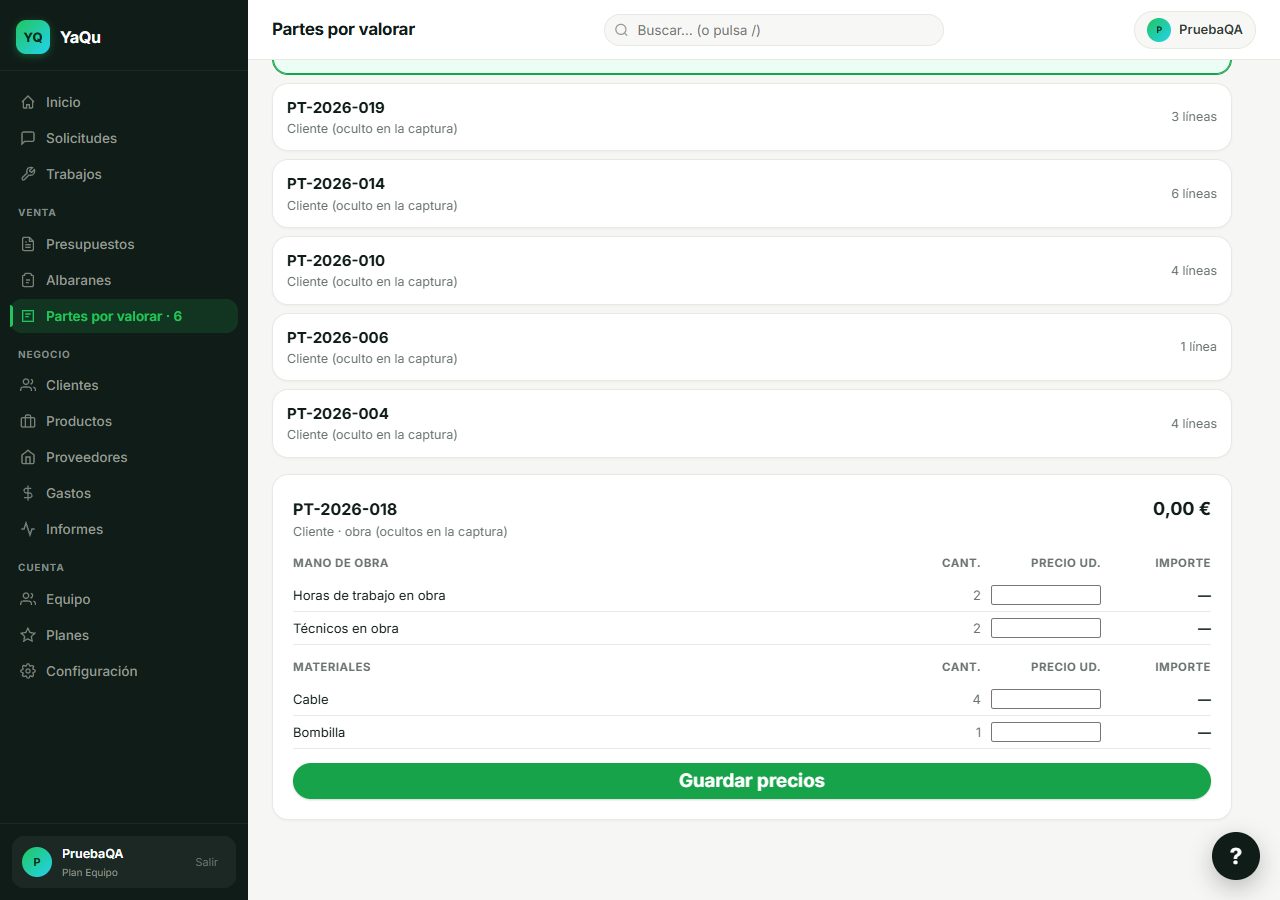 YQ YaQu
Inicio
Solicitudes
Trabajos
VENTA
Presupuestos
Albaranes
Partes por valorar · 6
NEGOCIO
Clientes
Productos
Proveedores
Gastos
Informes
CUENTA
Equipo
Planes
Configuración
P PruebaQA
Plan Equipo
Salir
Partes por valorar
Buscar... (o pulsa /)
P PruebaQA
PT-2026-019
Cliente (oculto en la captura)
3 líneas
PT-2026-014
Cliente (oculto en la captura)
6 líneas
PT-2026-010
Cliente (oculto en la captura)
4 líneas
PT-2026-006
Cliente (oculto en la captura)
1 línea
PT-2026-004
Cliente (oculto en la captura)
4 líneas
PT-2026-018 0,00 €
Cliente · obra (ocultos en la captura)
MANO DE OBRA CANT. PRECIO UD. IMPORTE
Horas de trabajo en obra 2 —
Técnicos en obra 2 —
MATERIALES CANT. PRECIO UD. IMPORTE
Cable 4 —
Bombilla 1 —
Guardar precios
?